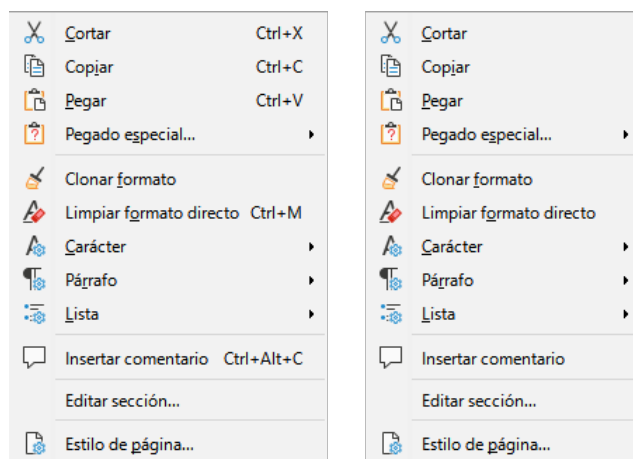 Cortar Ctrl+X
Copiar Ctrl+C
Pegar Ctrl+V
Pegado especial...
Clonar formato
Limpiar formato directo Ctrl+M
Carácter
Párrafo
Lista
Insertar comentario Ctrl+Alt+C
Editar sección...
Estilo de página...
Cortar
Copiar
Pegar
Pegado especial...
Clonar formato
Limpiar formato directo
Carácter
Párrafo
Lista
Insertar comentario
Editar sección...
Estilo de página...